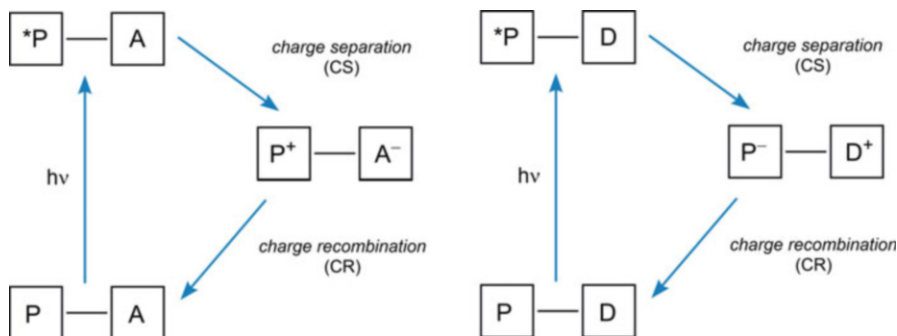 *P A
charge separation
(CS)
P⁺ A⁻
hν
charge recombination
(CR)
P A
*P D
charge separation
(CS)
P⁻ D⁺
hν
charge recombination
(CR)
P D